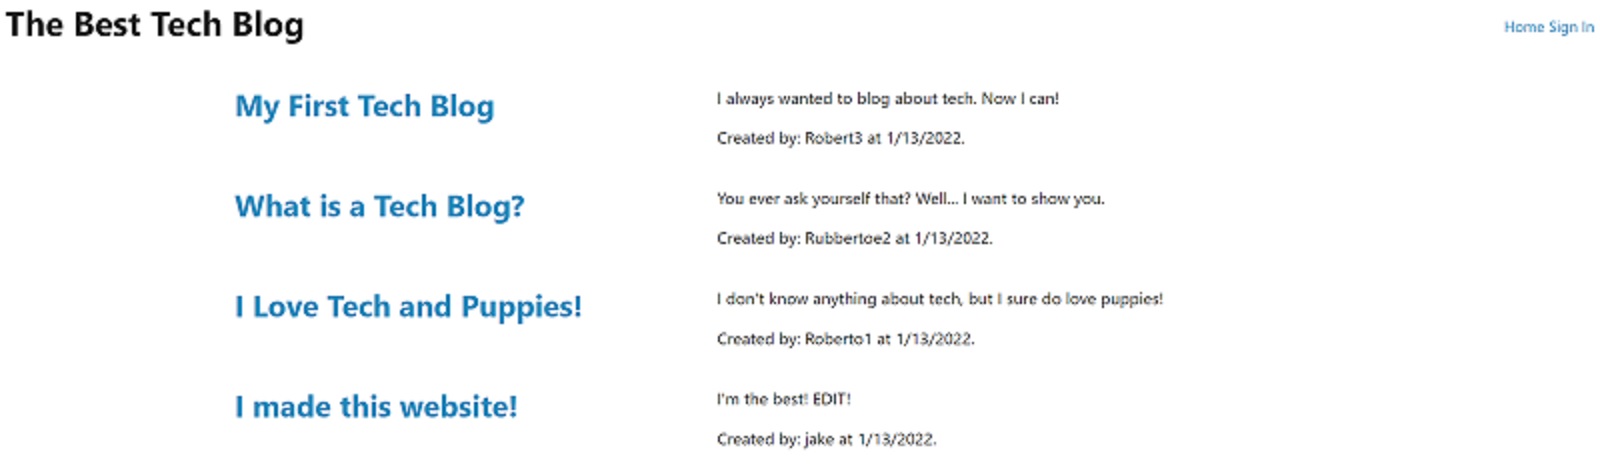 The Best Tech Blog
Home Sign In
My First Tech Blog
I always wanted to blog about tech. Now I can!
Created by: Robert3 at 1/13/2022.
What is a Tech Blog?
You ever ask yourself that? Well... I want to show you.
Created by: Rubbertoe2 at 1/13/2022.
I Love Tech and Puppies!
I don't know anything about tech, but I sure do love puppies!
Created by: Roberto1 at 1/13/2022.
I made this website!
I'm the best! EDIT!
Created by: jake at 1/13/2022.